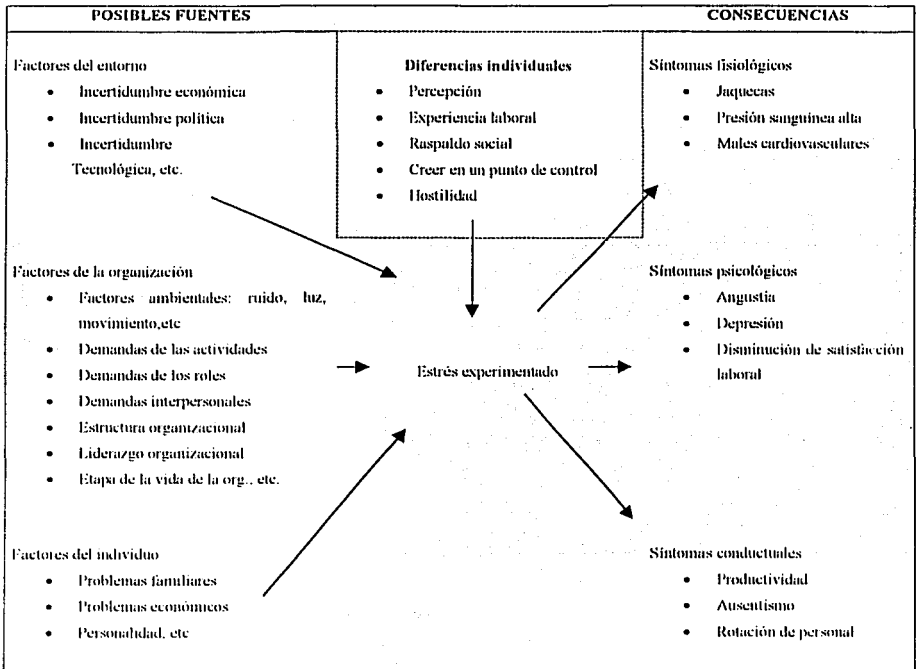 POSIBLES FUENTES
CONSECUENCIAS
Factores del entorno
• Incertidumbre económica
• Incertidumbre política
• Incertidumbre
Tecnológica, etc.
Diferencias individuales
• Percepción
• Experiencia laboral
• Raspaldo social
• Creer en un punto de control
• Hostilidad
Síntomas fisiológicos
• Jaquecas
• Presión sanguínea alta
• Males cardiovasculares
Factores de la organización
• Factores ambientales: ruido, luz,
movimiento,etc
• Demandas de las actividades
• Demandas de los roles
• Demandas interpersonales
• Estructura organizacional
• Liderazgo organizacional
• Etapa de la vida de la org., etc.
Estrés experimentado
Síntomas psicológicos
• Angustia
• Depresión
• Disminución de satisfacción
laboral
Factores del individuo
• Problemas familiares
• Problemas económicos
• Personalidad, etc
Síntomas conductuales
• Productividad
• Ausentismo
• Rotación de personal